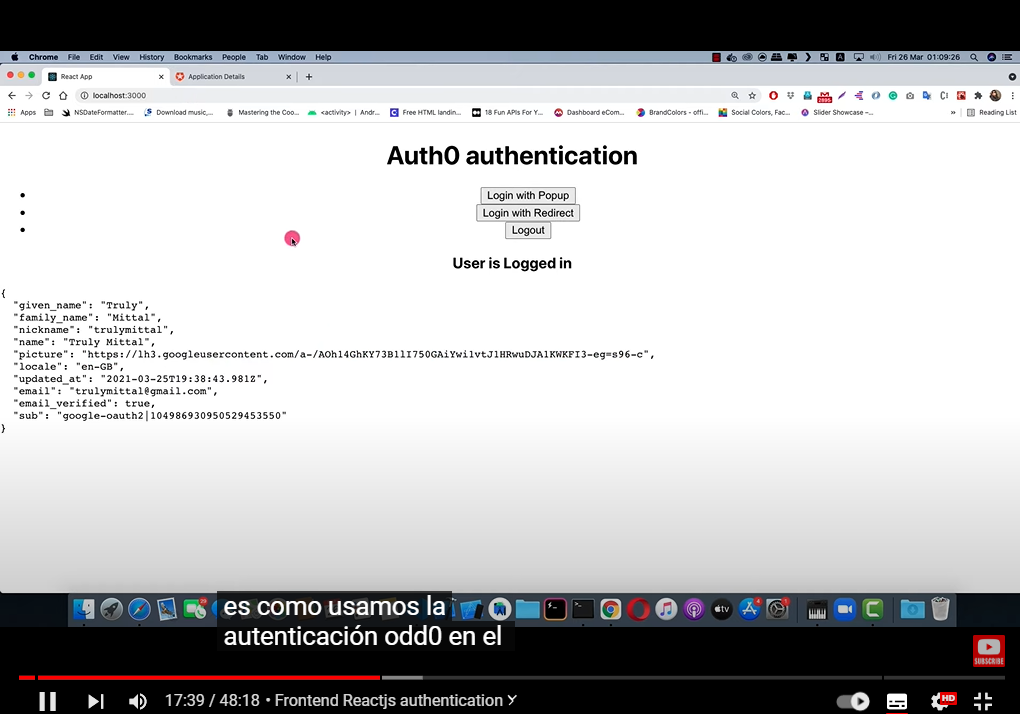 Chrome File Edit View History Bookmarks People Tab Window Help Fri 26 Mar 01:09:26
React App Application Details
localhost:3000
Apps NSDateFormatter.... Download music,... Mastering the Coo... <activity> | Andr... Free HTML landin... 18 Fun APIs For Y... Dashboard eCom... BrandColors - offi... Social Colors, Fac... Slider Showcase –... » Reading List
Auth0 authentication
Login with Popup
Login with Redirect
Logout
User is Logged in
{
"given_name": "Truly",
"family_name": "Mittal",
"nickname": "trulymittal",
"name": "Truly Mittal",
"picture": "https://lh3.googleusercontent.com/a-/AOh14GhKY73B1lI750GAiYwi1vtJ1HRwuDJA1KWKFI3-eg=s96-c",
"locale": "en-GB",
"updated_at": "2021-03-25T19:38:43.981Z",
"email": "trulymittal@gmail.com",
"email_verified": true,
"sub": "google-oauth2|104986930950529453550"
}
tv
es como usamos la
autenticación odd0 en el
SUBSCRIBE
17:39 / 48:18 • Frontend Reactjs authentication
HD